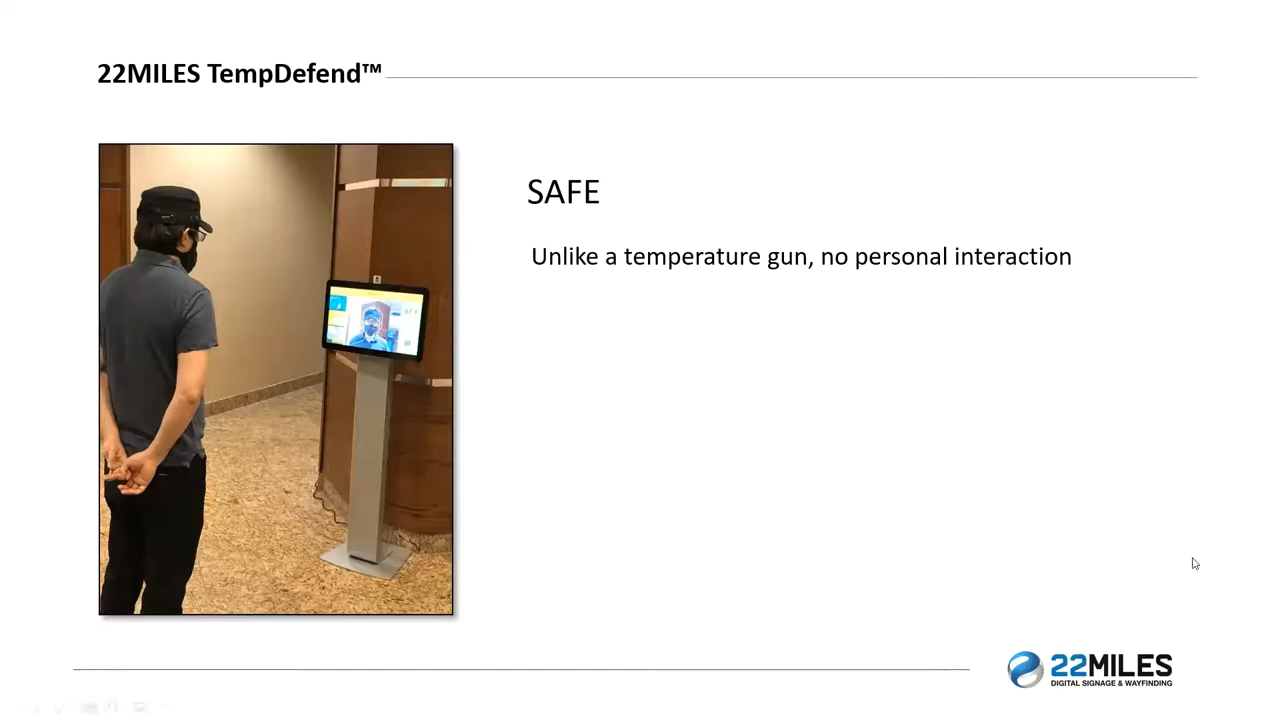 22MILES TempDefend™
SAFE
Unlike a temperature gun, no personal interaction
22MILES
DIGITAL SIGNAGE & WAYFINDING